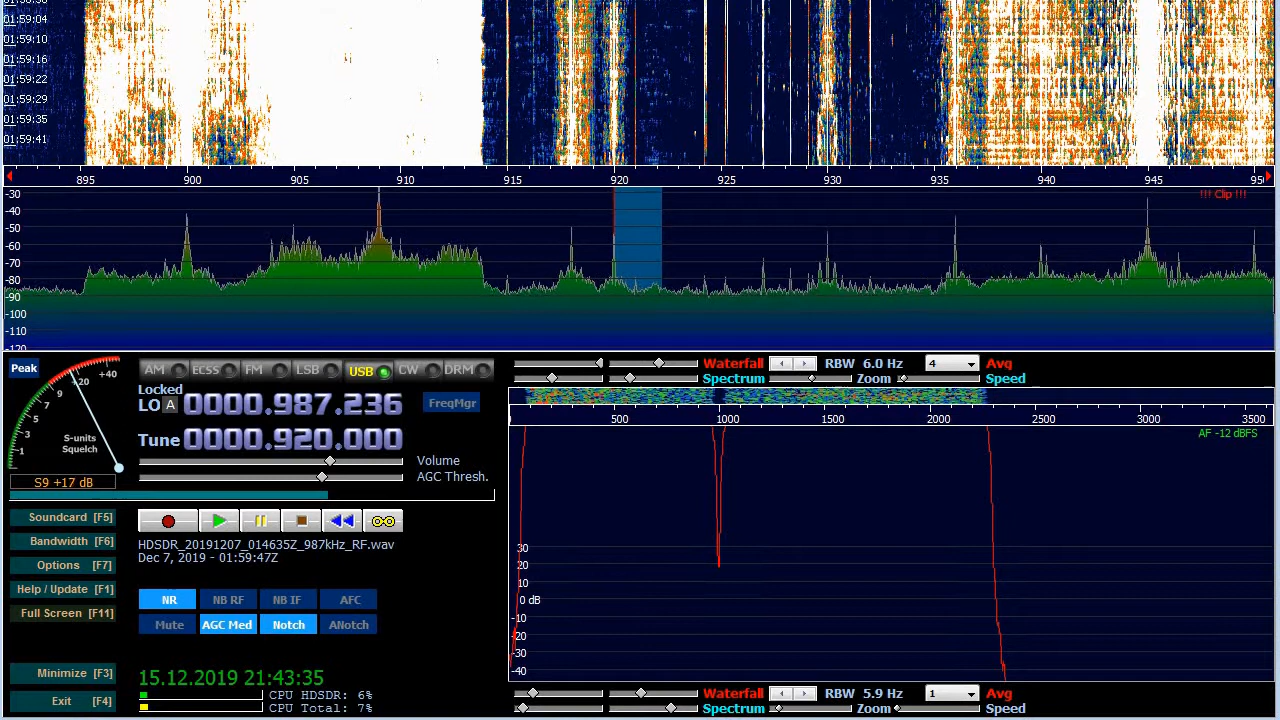 01:59:04
01:59:10
01:59:16
01:59:22
01:59:29
01:59:35
01:59:41
895 900 905 910 915 920 925 930 935 940 945 950
-30 !!! Clip !!!
-40
-50
-60
-70
-80
-90
-100
-110
-120
Peak
+20 +40
9
7
5
3
1
S-units
Squelch
S9 +17 dB
AM ECSS FM LSB USB CW DRM
Locked
LO A 0000.987.236 FreqMgr
Tune 0000.920.000
Volume
AGC Thresh.
Waterfall RBW 6.0 Hz 4 Avg
Spectrum Zoom Speed
500 1000 1500 2000 2500 3000 3500
AF -12 dBFS
30
20
10
0 dB
-10
-20
-30
-40
Soundcard [F5]
Bandwidth [F6]
Options [F7]
Help / Update [F1]
Full Screen [F11]
Minimize [F3]
Exit [F4]
HDSDR_20191207_014635Z_987kHz_RF.wav
Dec 7, 2019 - 01:59:47Z
NR NB RF NB IF AFC
Mute AGC Med Notch ANotch
15.12.2019 21:43:35
CPU HDSDR: 6%
CPU Total: 7%
Waterfall RBW 5.9 Hz 1 Avg
Spectrum Zoom Speed